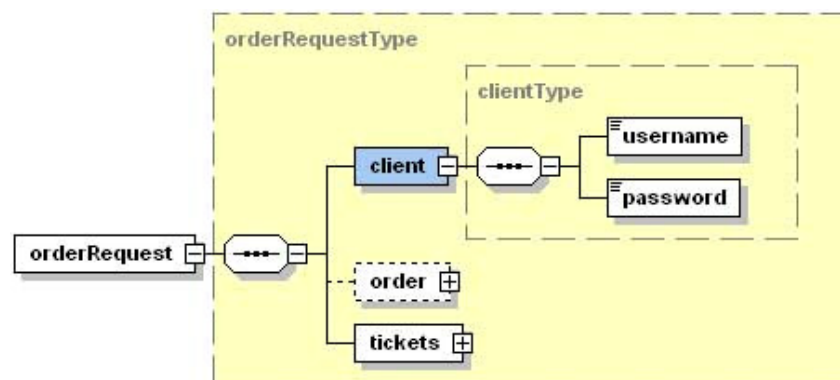 orderRequestType
clientType
username
client
password
orderRequest
order
tickets